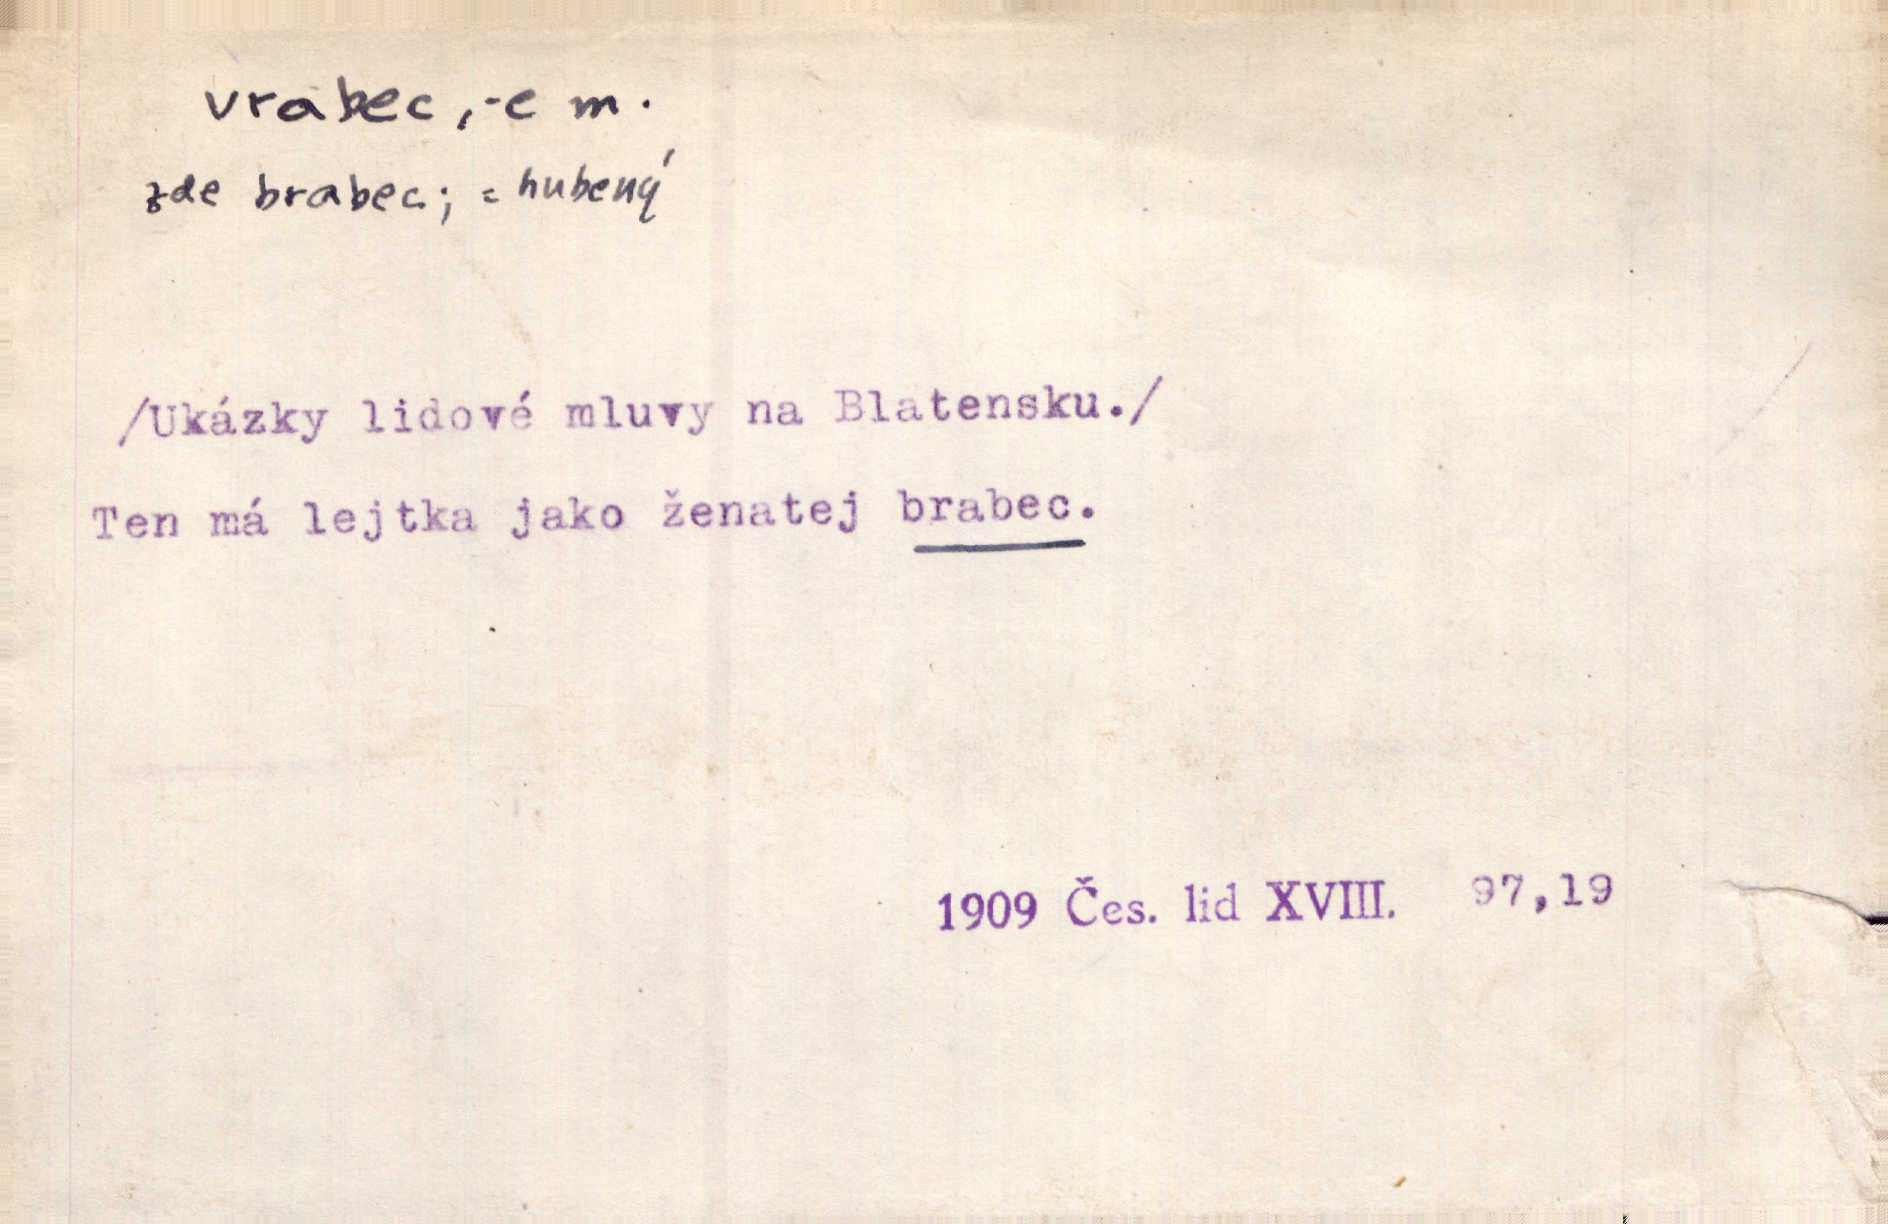 vrabec, -e m.
zde brabec; = hubený
/Ukázky lidové mluvy na Blatensku./
Ten má lejtka jako ženatej brabec.
1909 Čes. lid XVIII. 97,19